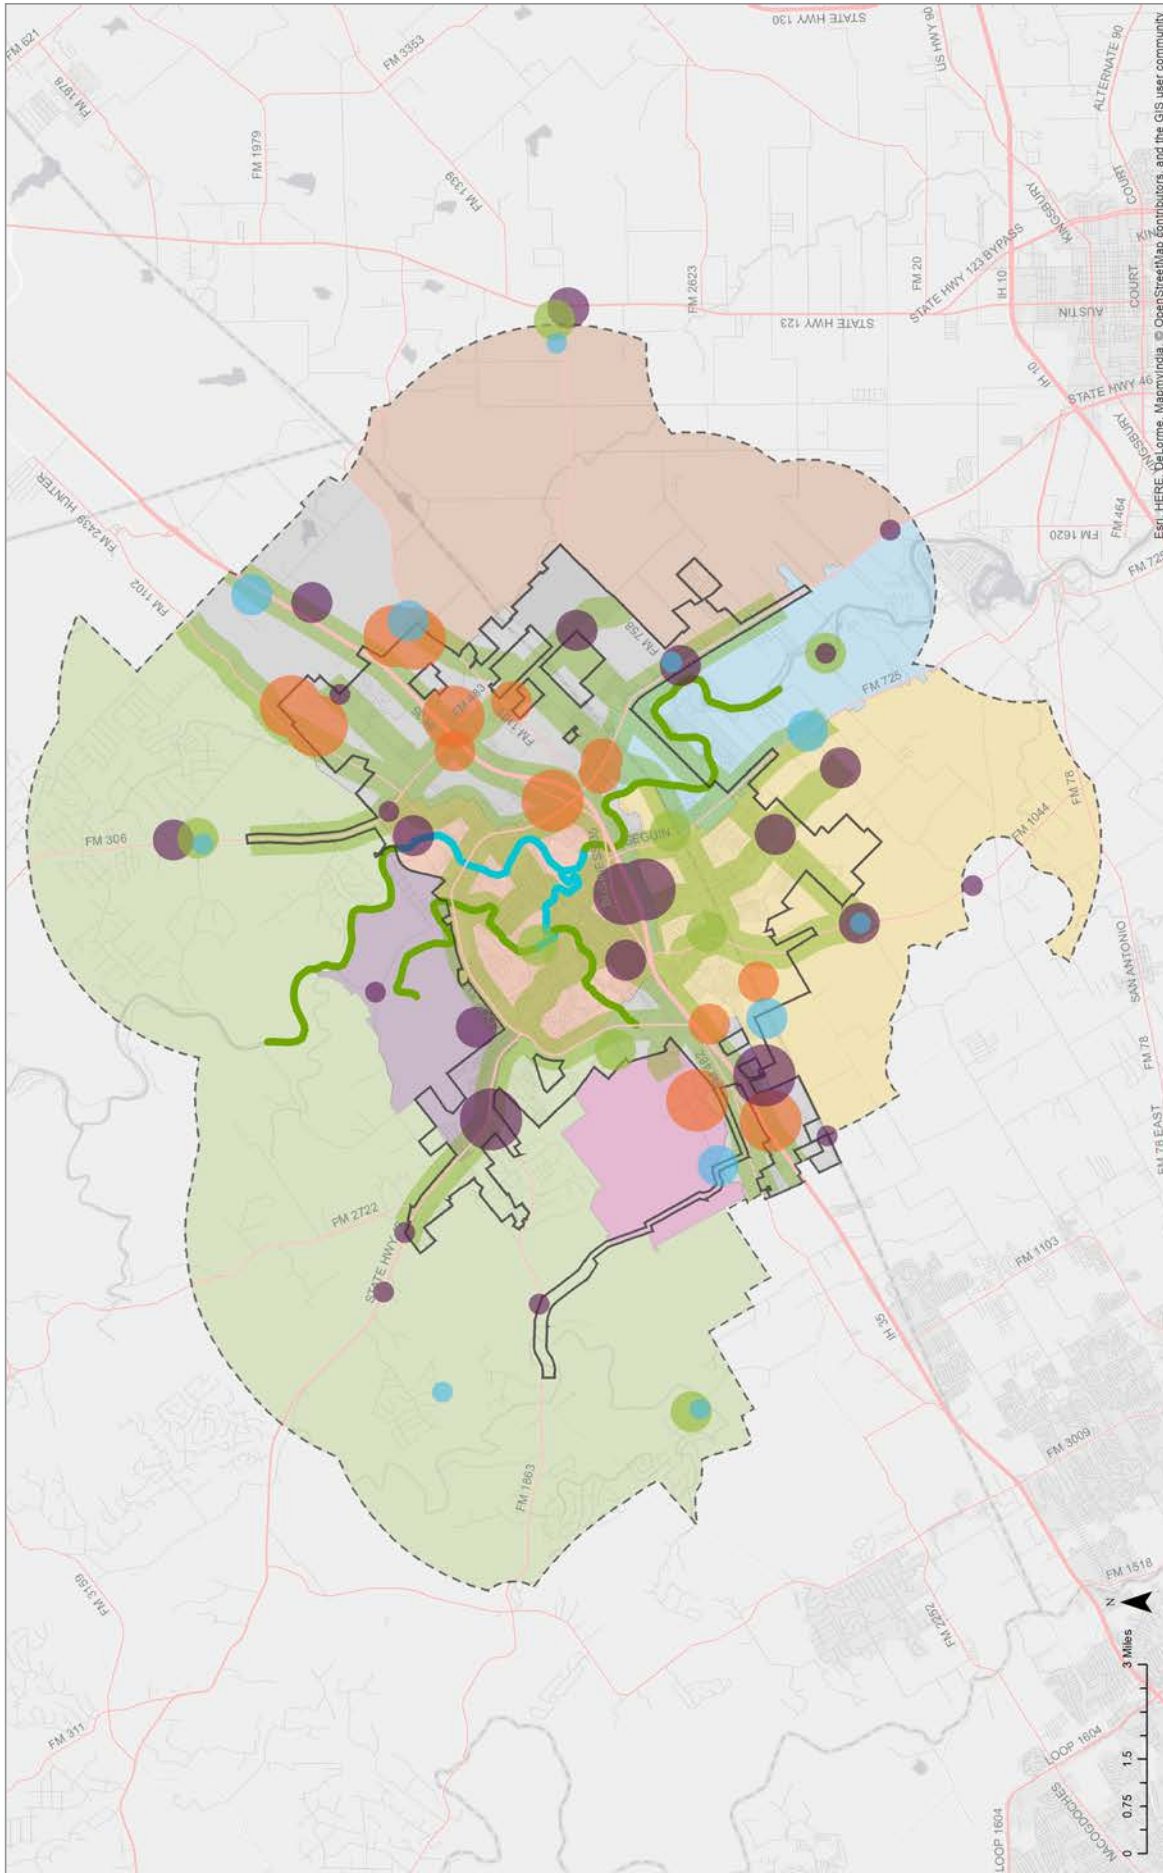 FM 621
FM 1978
FM 3353
STATE HWY 130
US HWY 90
ALTERNATE 90
FM 1979
FM 1339
COURT
KINGSBURY
FM 2623
FM 20
STATE HWY 123 BYPASS
IH 10
STATE HWY 123
AUSTIN
COURT
IH 10
STATE HWY 46
KINGSBURY
FM 2439 HUNTER
FM 1102
FM 464
FM 1620
FM 725
FM 758
FM 725
FM 306
SEGUIN
FM 1044
FM 78
SAN ANTONIO
FM 78
FM 482
FM 78 EAST
FM 2722
STATE HWY
FM 1103
IH 35
FM 1863
FM 3009
FM 1518
FM 3159
FM 2252
FM 311
LOOP 1604
LOOP 1604
NACOGDOCHES
N
0 0.75 1.5 3 Miles
Esri, HERE, DeLorme, MapmyIndia, © OpenStreetMap contributors, and the GIS user community